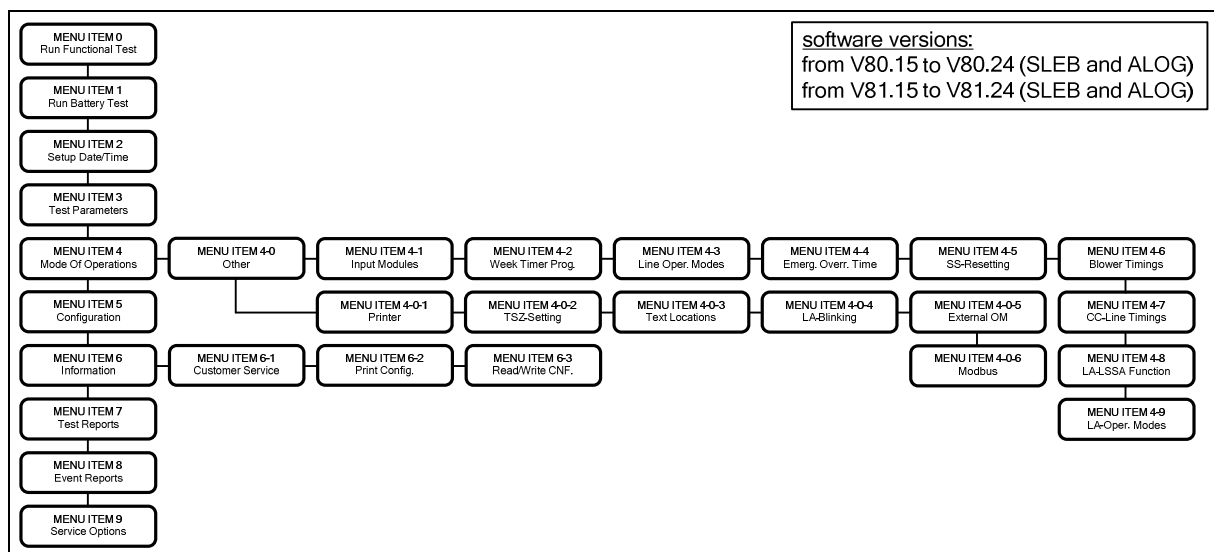 MENU ITEM 0
Run Functional Test
software versions:
from V80.15 to V80.24 (SLEB and ALOG)
from V81.15 to V81.24 (SLEB and ALOG)
MENU ITEM 1
Run Battery Test
MENU ITEM 2
Setup Date/Time
MENU ITEM 3
Test Parameters
MENU ITEM 4
Mode Of Operations
MENU ITEM 4-0
Other
MENU ITEM 4-1
Input Modules
MENU ITEM 4-2
Week Timer Prog.
MENU ITEM 4-3
Line Oper. Modes
MENU ITEM 4-4
Emerg. Overr. Time
MENU ITEM 4-5
SS-Resetting
MENU ITEM 4-6
Blower Timings
MENU ITEM 5
Configuration
MENU ITEM 4-0-1
Printer
MENU ITEM 4-0-2
TSZ-Setting
MENU ITEM 4-0-3
Text Locations
MENU ITEM 4-0-4
LA-Blinking
MENU ITEM 4-0-5
External OM
MENU ITEM 4-7
CC-Line Timings
MENU ITEM 6
Information
MENU ITEM 6-1
Customer Service
MENU ITEM 6-2
Print Config.
MENU ITEM 6-3
Read/Write CNF.
MENU ITEM 4-0-6
Modbus
MENU ITEM 4-8
LA-LSSA Function
MENU ITEM 7
Test Reports
MENU ITEM 4-9
LA-Oper. Modes
MENU ITEM 8
Event Reports
MENU ITEM 9
Service Options